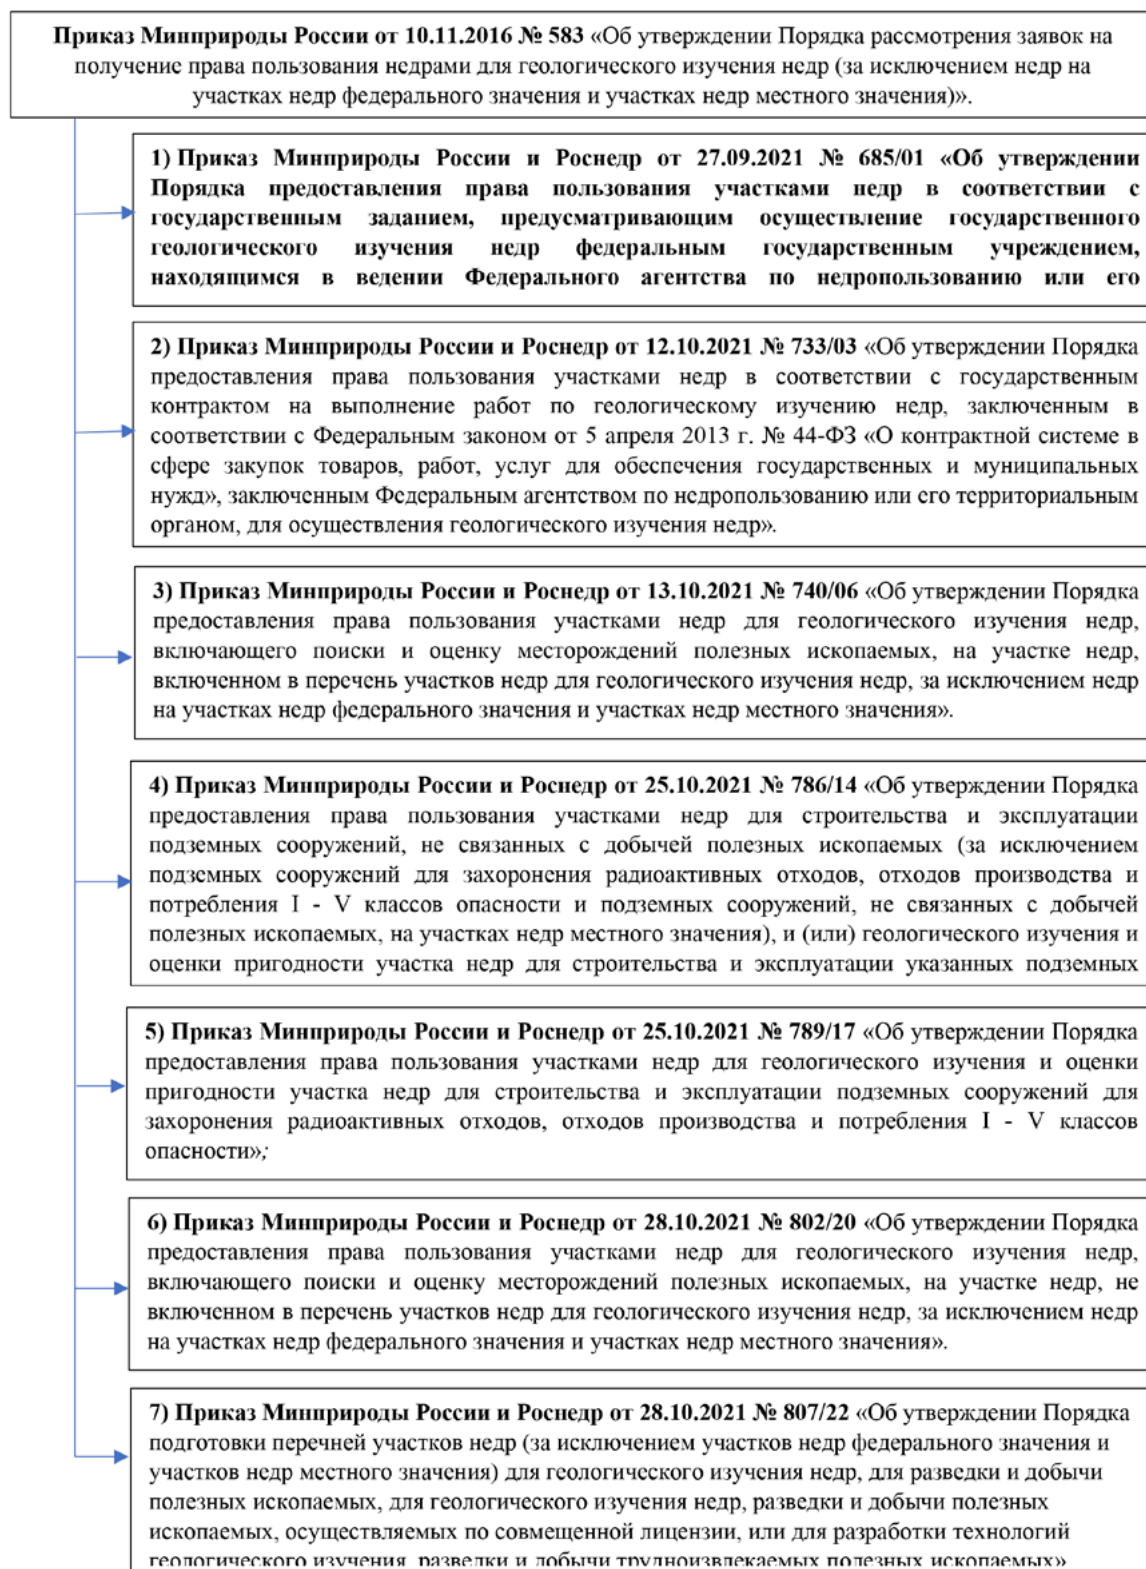 Приказ Минприроды России от 10.11.2016 № 583 «Об утверждении Порядка рассмотрения заявок на
получение права пользования недрами для геологического изучения недр (за исключением недр на
участках недр федерального значения и участках недр местного значения)».
1) Приказ Минприроды России и Роснедр от 27.09.2021 № 685/01 «Об утверждении
Порядка предоставления права пользования участками недр в соответствии с
государственным заданием, предусматривающим осуществление государственного
геологического изучения недр федеральным государственным учреждением,
находящимся в ведении Федерального агентства по недропользованию или его
2) Приказ Минприроды России и Роснедр от 12.10.2021 № 733/03 «Об утверждении Порядка
предоставления права пользования участками недр в соответствии с государственным
контрактом на выполнение работ по геологическому изучению недр, заключенным в
соответствии с Федеральным законом от 5 апреля 2013 г. № 44-ФЗ «О контрактной системе в
сфере закупок товаров, работ, услуг для обеспечения государственных и муниципальных
нужд», заключенным Федеральным агентством по недропользованию или его территориальным
органом, для осуществления геологического изучения недр».
3) Приказ Минприроды России и Роснедр от 13.10.2021 № 740/06 «Об утверждении Порядка
предоставления права пользования участками недр для геологического изучения недр,
включающего поиски и оценку месторождений полезных ископаемых, на участке недр,
включенном в перечень участков недр для геологического изучения недр, за исключением недр
на участках недр федерального значения и участках недр местного значения».
4) Приказ Минприроды России и Роснедр от 25.10.2021 № 786/14 «Об утверждении Порядка
предоставления права пользования участками недр для строительства и эксплуатации
подземных сооружений, не связанных с добычей полезных ископаемых (за исключением
подземных сооружений для захоронения радиоактивных отходов, отходов производства и
потребления I - V классов опасности и подземных сооружений, не связанных с добычей
полезных ископаемых, на участках недр местного значения), и (или) геологического изучения и
оценки пригодности участка недр для строительства и эксплуатации указанных подземных
5) Приказ Минприроды России и Роснедр от 25.10.2021 № 789/17 «Об утверждении Порядка
предоставления права пользования участками недр для геологического изучения и оценки
пригодности участка недр для строительства и эксплуатации подземных сооружений для
захоронения радиоактивных отходов, отходов производства и потребления I - V классов
опасности»;
6) Приказ Минприроды России и Роснедр от 28.10.2021 № 802/20 «Об утверждении Порядка
предоставления права пользования участками недр для геологического изучения недр,
включающего поиски и оценку месторождений полезных ископаемых, на участке недр, не
включенном в перечень участков недр для геологического изучения недр, за исключением недр
на участках недр федерального значения и участках недр местного значения».
7) Приказ Минприроды России и Роснедр от 28.10.2021 № 807/22 «Об утверждении Порядка
подготовки перечней участков недр (за исключением участков недр федерального значения и
участков недр местного значения) для геологического изучения недр, для разведки и добычи
полезных ископаемых, для геологического изучения недр, разведки и добычи полезных
ископаемых, осуществляемых по совмещенной лицензии, или для разработки технологий
геологического изучения, разведки и добычи трудноизвлекаемых полезных ископаемых»